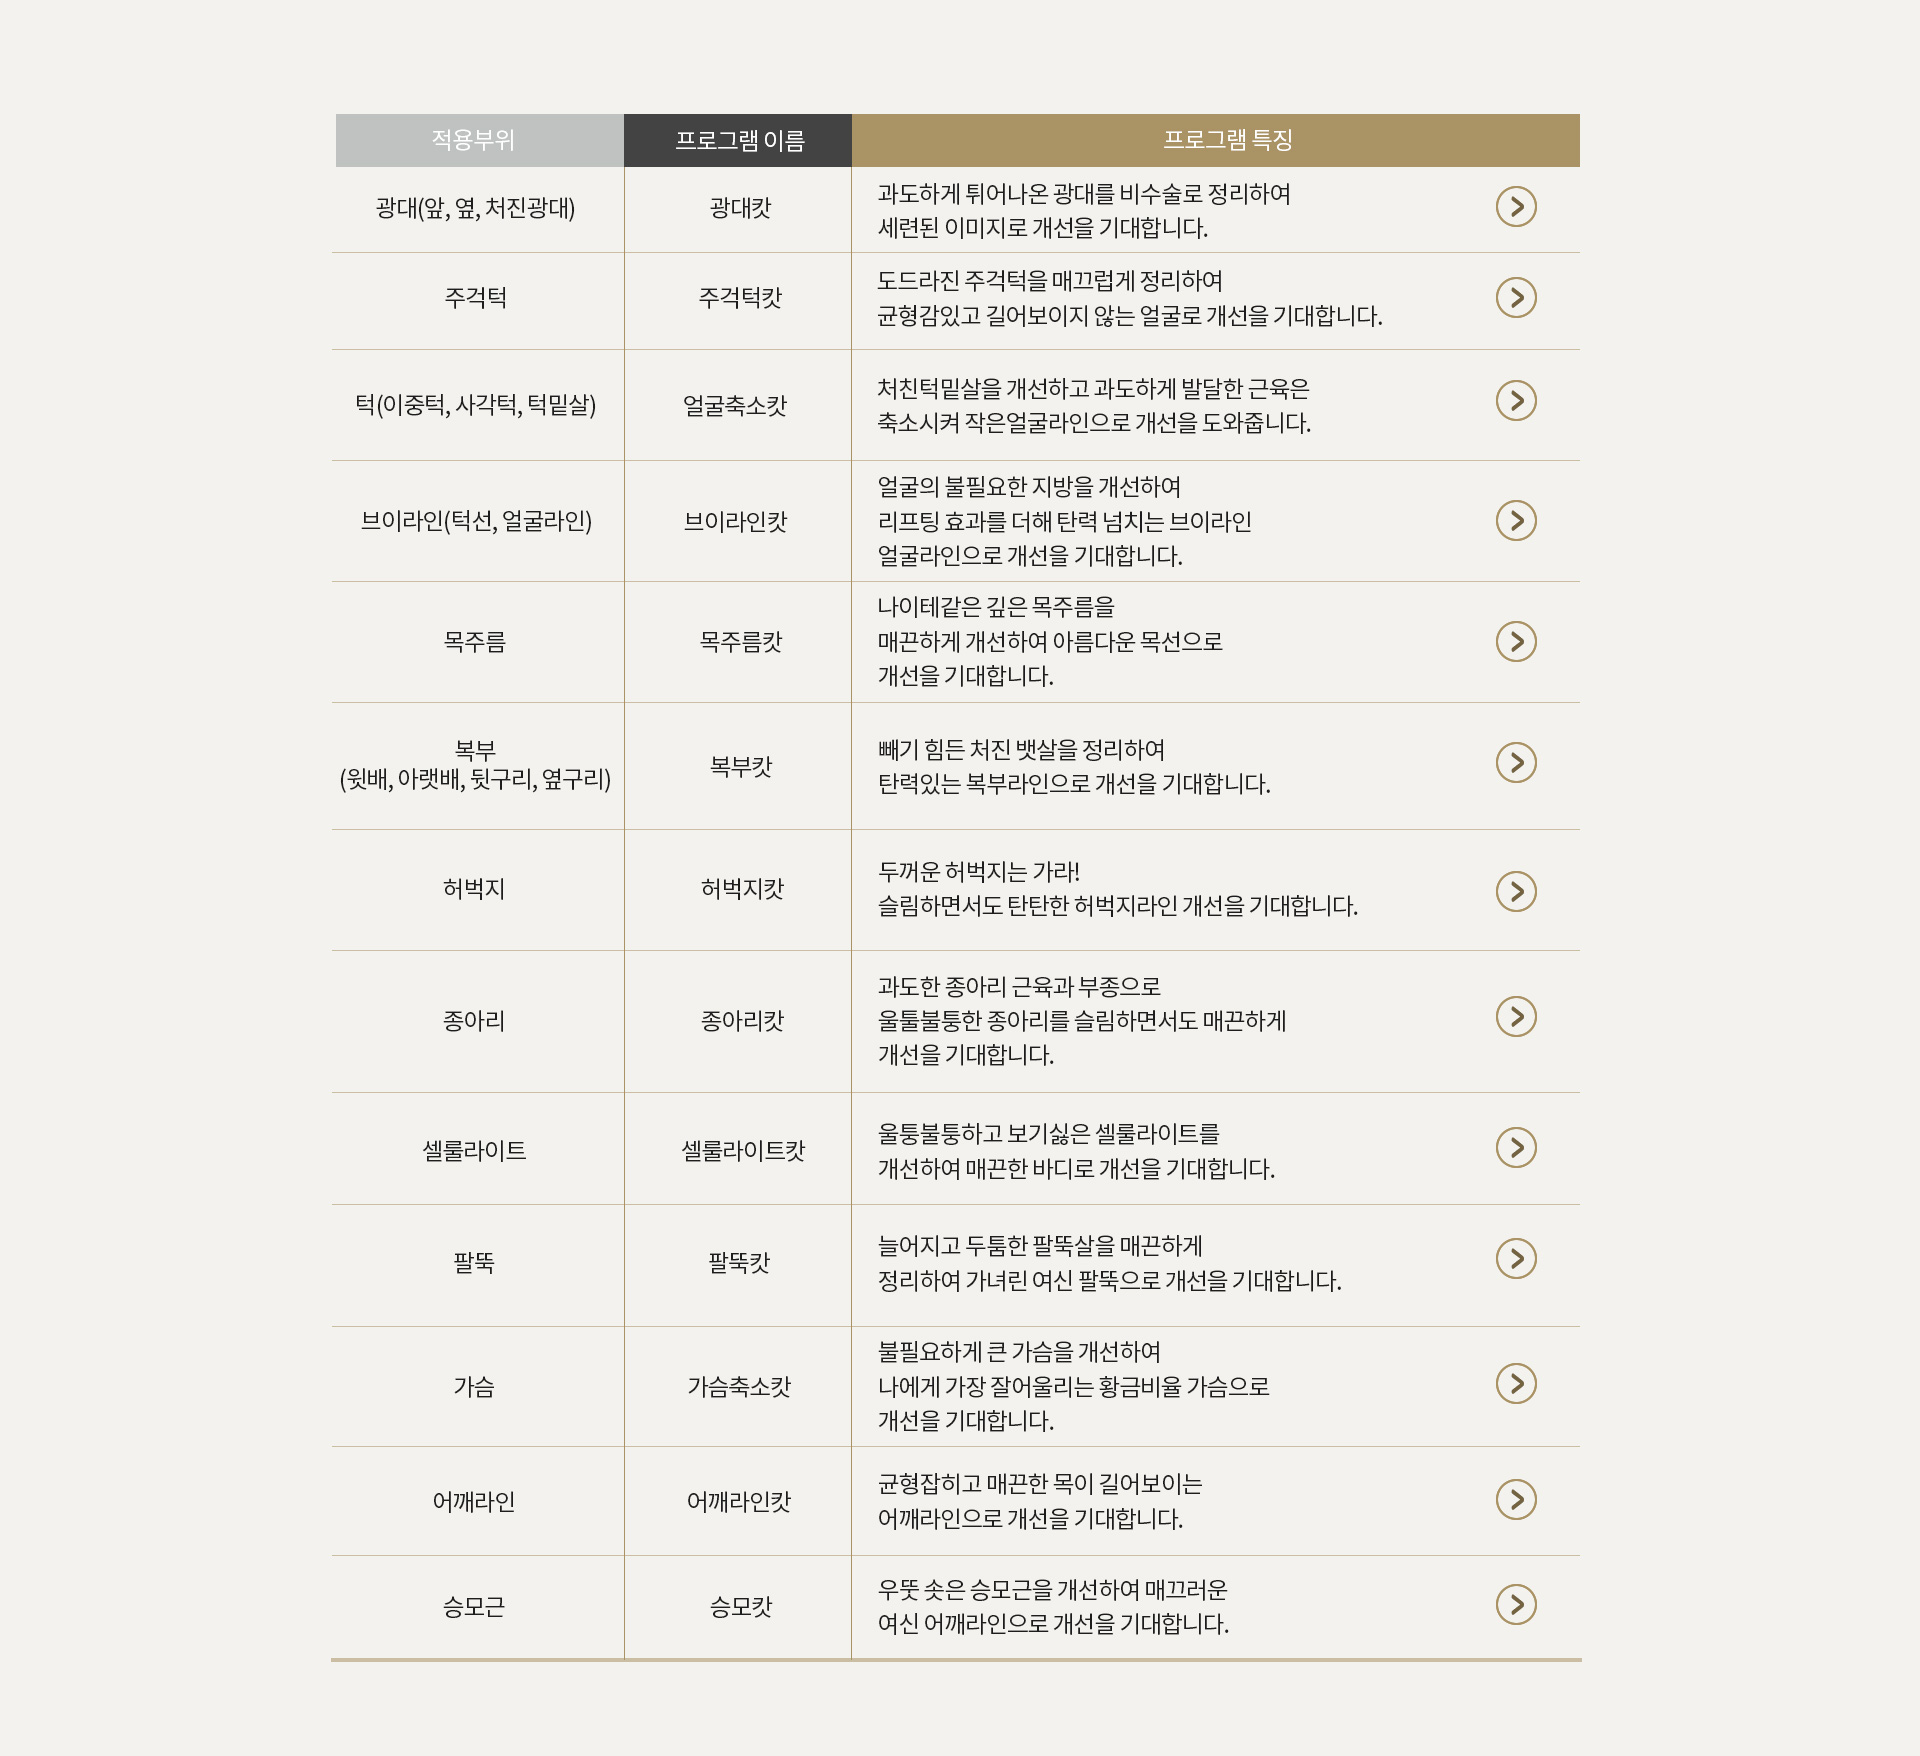 적용부위 프로그램 이름 프로그램 특징
광대(앞, 옆, 처진광대) 광대캇 과도하게 튀어나온 광대를 비수술로 정리하여
세련된 이미지로 개선을 기대합니다.
주걱턱 주걱턱캇 도드라진 주걱턱을 매끄럽게 정리하여
균형감있고 길어보이지 않는 얼굴로 개선을 기대합니다.
턱(이중턱, 사각턱, 턱밑살) 얼굴축소캇 처친턱밑살을 개선하고 과도하게 발달한 근육은
축소시켜 작은얼굴라인으로 개선을 도와줍니다.
브이라인(턱선, 얼굴라인) 브이라인캇 얼굴의 불필요한 지방을 개선하여
리프팅 효과를 더해 탄력 넘치는 브이라인
얼굴라인으로 개선을 기대합니다.
목주름 목주름캇 나이테같은 깊은 목주름을
매끈하게 개선하여 아름다운 목선으로
개선을 기대합니다.
복부
(윗배, 아랫배, 뒷구리, 옆구리) 복부캇 빼기 힘든 처진 뱃살을 정리하여
탄력있는 복부라인으로 개선을 기대합니다.
허벅지 허벅지캇 두꺼운 허벅지는 가라!
슬림하면서도 탄탄한 허벅지라인 개선을 기대합니다.
종아리 종아리캇 과도한 종아리 근육과 부종으로
울툴불퉁한 종아리를 슬림하면서도 매끈하게
개선을 기대합니다.
셀룰라이트 셀룰라이트캇 울퉁불퉁하고 보기싫은 셀룰라이트를
개선하여 매끈한 바디로 개선을 기대합니다.
팔뚝 팔뚝캇 늘어지고 두툼한 팔뚝살을 매끈하게
정리하여 가녀린 여신 팔뚝으로 개선을 기대합니다.
가슴 가슴축소캇 불필요하게 큰 가슴을 개선하여
나에게 가장 잘어울리는 황금비율 가슴으로
개선을 기대합니다.
어깨라인 어깨라인캇 균형잡히고 매끈한 목이 길어보이는
어깨라인으로 개선을 기대합니다.
승모근 승모캇 우뚯 솟은 승모근을 개선하여 매끄러운
여신 어깨라인으로 개선을 기대합니다.